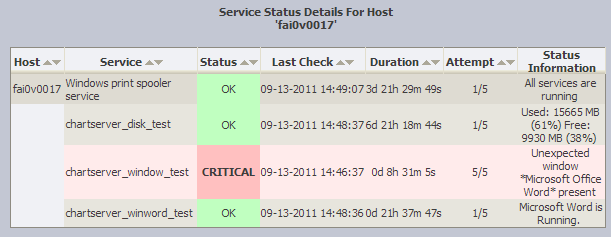 Service Status Details For Host
'fai0v0017'
Host Service Status Last Check Duration Attempt Status Information
fai0v0017 Windows print spooler service OK 09-13-2011 14:49:07 3d 21h 29m 49s 1/5 All services are running
chartserver_disk_test OK 09-13-2011 14:48:37 6d 21h 18m 44s 1/5 Used: 15665 MB (61%) Free: 9930 MB (38%)
chartserver_window_test CRITICAL 09-13-2011 14:46:37 0d 8h 31m 5s 5/5 Unexpected window *Microsoft Office Word* present
chartserver_winword_test OK 09-13-2011 14:48:36 0d 21h 37m 47s 1/5 Microsoft Word is Running.